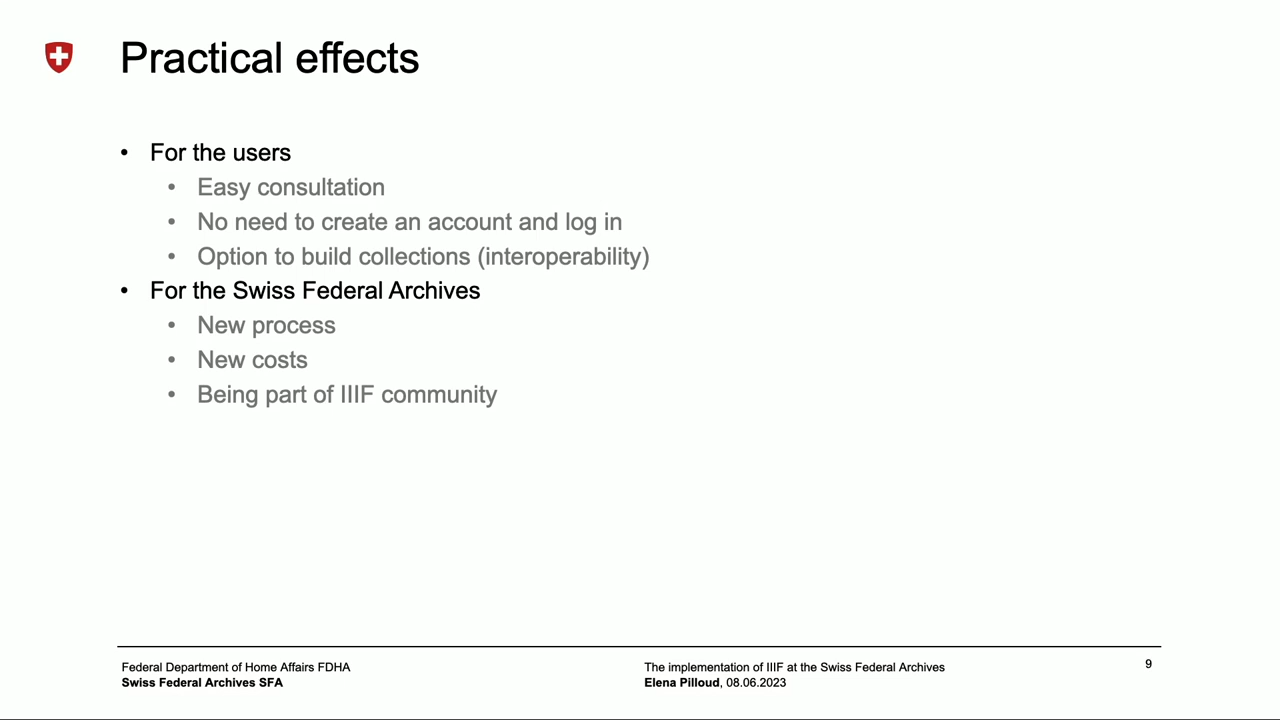 Practical effects
• For the users
• Easy consultation
• No need to create an account and log in
• Option to build collections (interoperability)
• For the Swiss Federal Archives
• New process
• New costs
• Being part of IIIF community
Federal Department of Home Affairs FDHA
Swiss Federal Archives SFA
The implementation of IIIF at the Swiss Federal Archives
Elena Pilloud, 08.06.2023
9